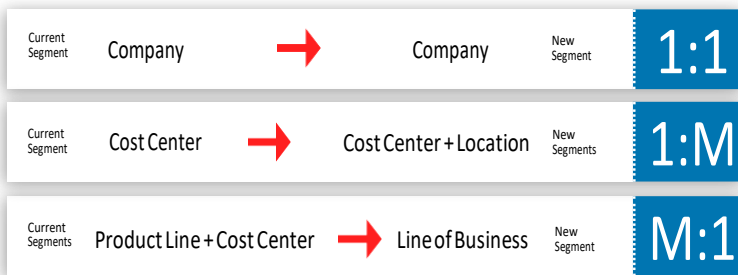 Current Segment Company Company New Segment 1:1
Current Segment Cost Center Cost Center + Location New Segments 1:M
Current Segments Product Line + Cost Center Line of Business New Segment M:1